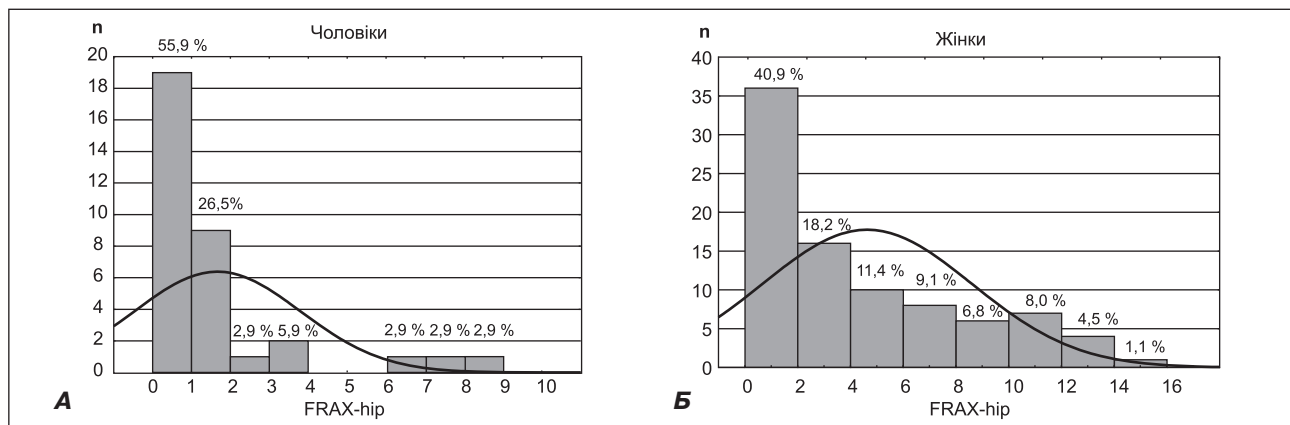 n
Чоловіки
55,9 %
20
18
16
14
12
10
8
6
4
2
0
26,5%
2,9 % 5,9 %
2,9 % 2,9 % 2,9 %
0 1 2 3 4 5 6 7 8 9 10
FRAX-hip
А
n
Жінки
40
35
30
25
20
15
10
5
0
40,9 %
18,2 %
11,4 %
9,1 %
6,8 %
8,0 %
4,5 %
1,1 %
0 2 4 6 8 10 12 14 16
FRAX-hip
Б